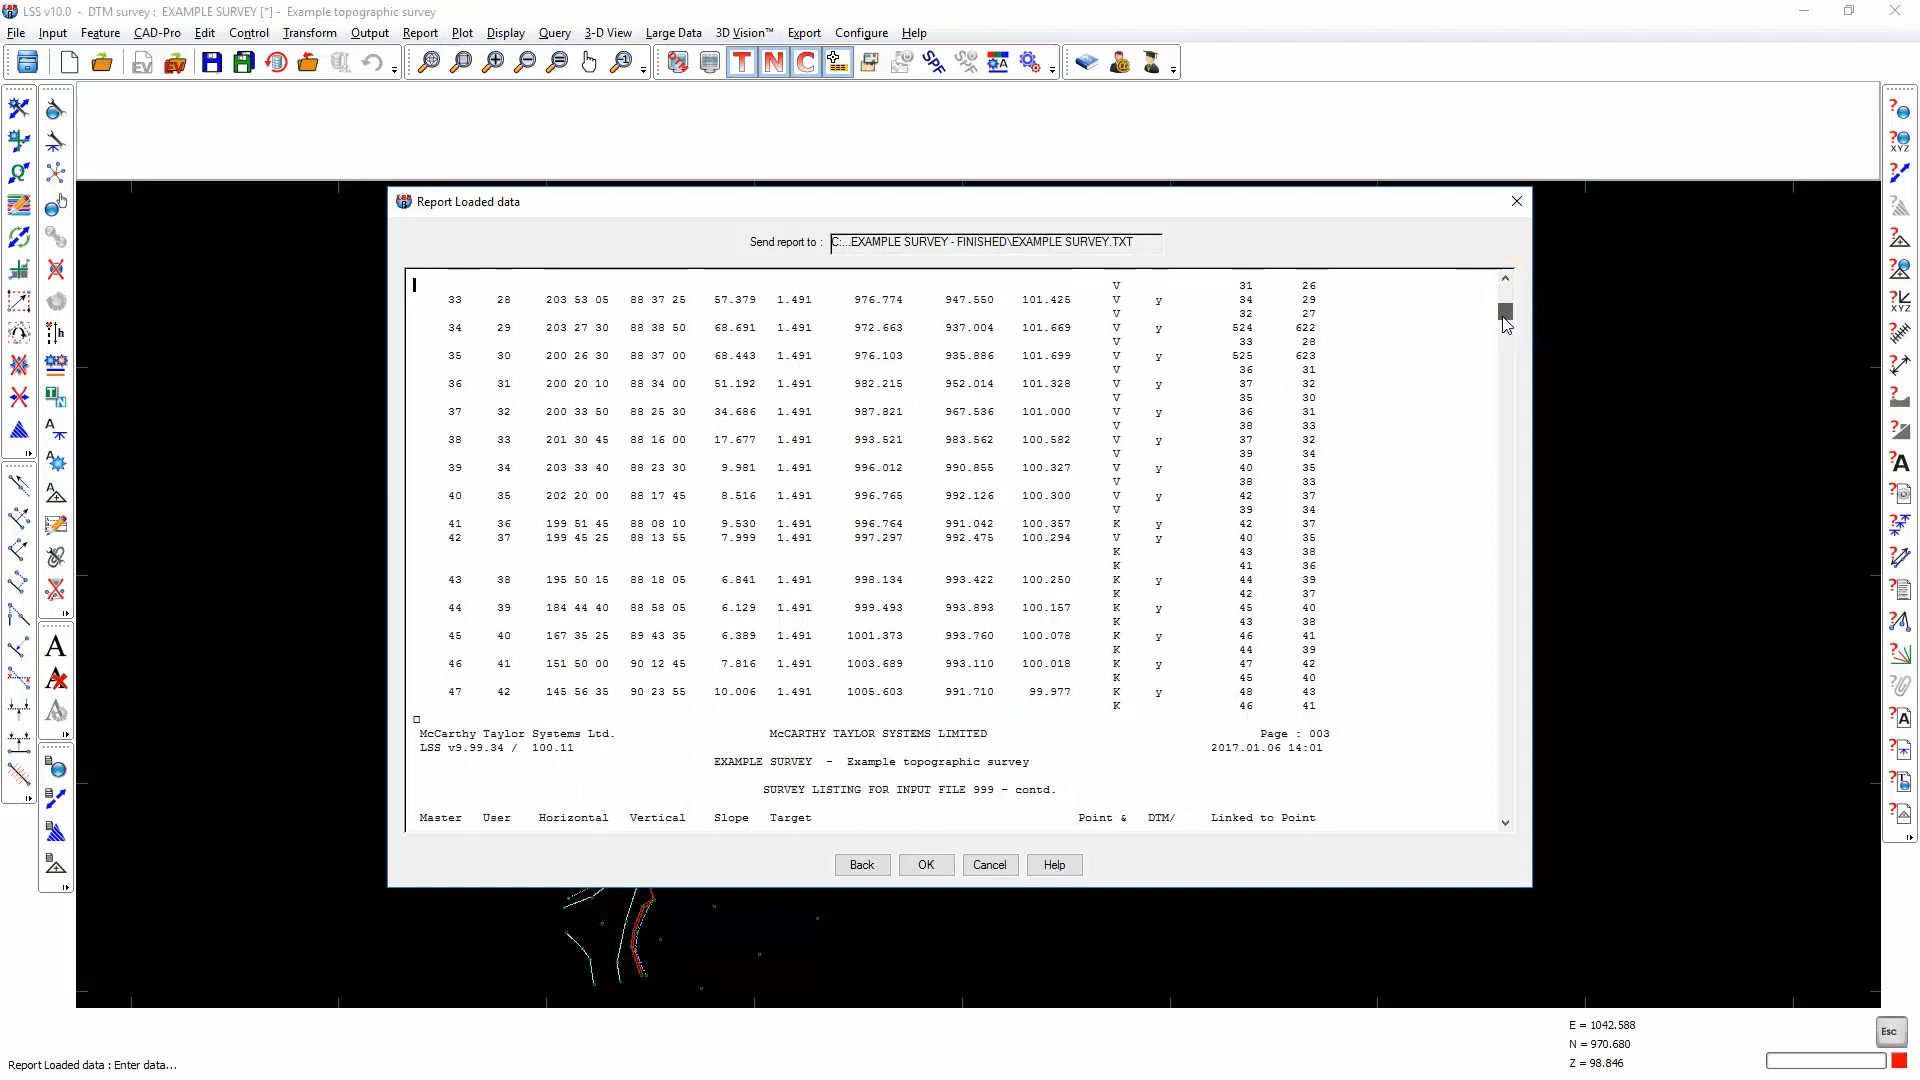 LSS v10.0 - DTM survey : EXAMPLE SURVEY [*] - Example topographic survey
File Input Feature CAD-Pro Edit Control Transform Output Report Plot Display Query 3-D View Large Data 3D Vision™ Export Configure Help
Report Loaded data
Send report to : C:...EXAMPLE SURVEY - FINISHED\EXAMPLE SURVEY.TXT
V 31 26
33 28 203 53 05 88 37 25 57.379 1.491 976.774 947.550 101.425 V y 34 29
V 32 27
34 29 203 27 30 88 38 50 68.691 1.491 972.663 937.004 101.669 V y 524 622
V 33 28
35 30 200 26 30 88 37 00 68.443 1.491 976.103 935.886 101.699 V y 525 623
V 36 31
36 31 200 20 10 88 34 00 51.192 1.491 982.215 952.014 101.328 V y 37 32
V 35 30
37 32 200 33 50 88 25 30 34.686 1.491 987.821 967.536 101.000 V y 36 31
V 38 33
38 33 201 30 45 88 16 00 17.677 1.491 993.521 983.562 100.582 V y 37 32
V 39 34
39 34 203 33 40 88 23 30 9.981 1.491 996.012 990.855 100.327 V y 40 35
V 38 33
40 35 202 20 00 88 17 45 8.516 1.491 996.765 992.126 100.300 V y 42 37
V 39 34
41 36 199 51 45 88 08 10 9.530 1.491 996.764 991.042 100.357 K y 42 37
42 37 199 45 25 88 13 55 7.999 1.491 997.297 992.475 100.294 V y 40 35
K 43 38
K 41 36
43 38 195 50 15 88 18 05 6.841 1.491 998.134 993.422 100.250 K y 44 39
K 42 37
44 39 184 44 40 88 58 05 6.129 1.491 999.493 993.893 100.157 K y 45 40
K 43 38
45 40 167 35 25 89 43 35 6.389 1.491 1001.373 993.760 100.078 K y 46 41
K 44 39
46 41 151 50 00 90 12 45 7.816 1.491 1003.689 993.110 100.018 K y 47 42
K 45 40
47 42 145 56 35 90 23 55 10.006 1.491 1005.603 991.710 99.977 K y 48 43
K 46 41
McCarthy Taylor Systems Ltd. McCARTHY TAYLOR SYSTEMS LIMITED Page : 003
LSS v9.99.34 / 100.11 2017.01.06 14:01
EXAMPLE SURVEY - Example topographic survey
SURVEY LISTING FOR INPUT FILE 999 - contd.
Master User Horizontal Vertical Slope Target Point & DTM/ Linked to Point
Back OK Cancel Help
E = 1042.588
N = 970.680
Z = 98.846
Esc
Report Loaded data : Enter data...